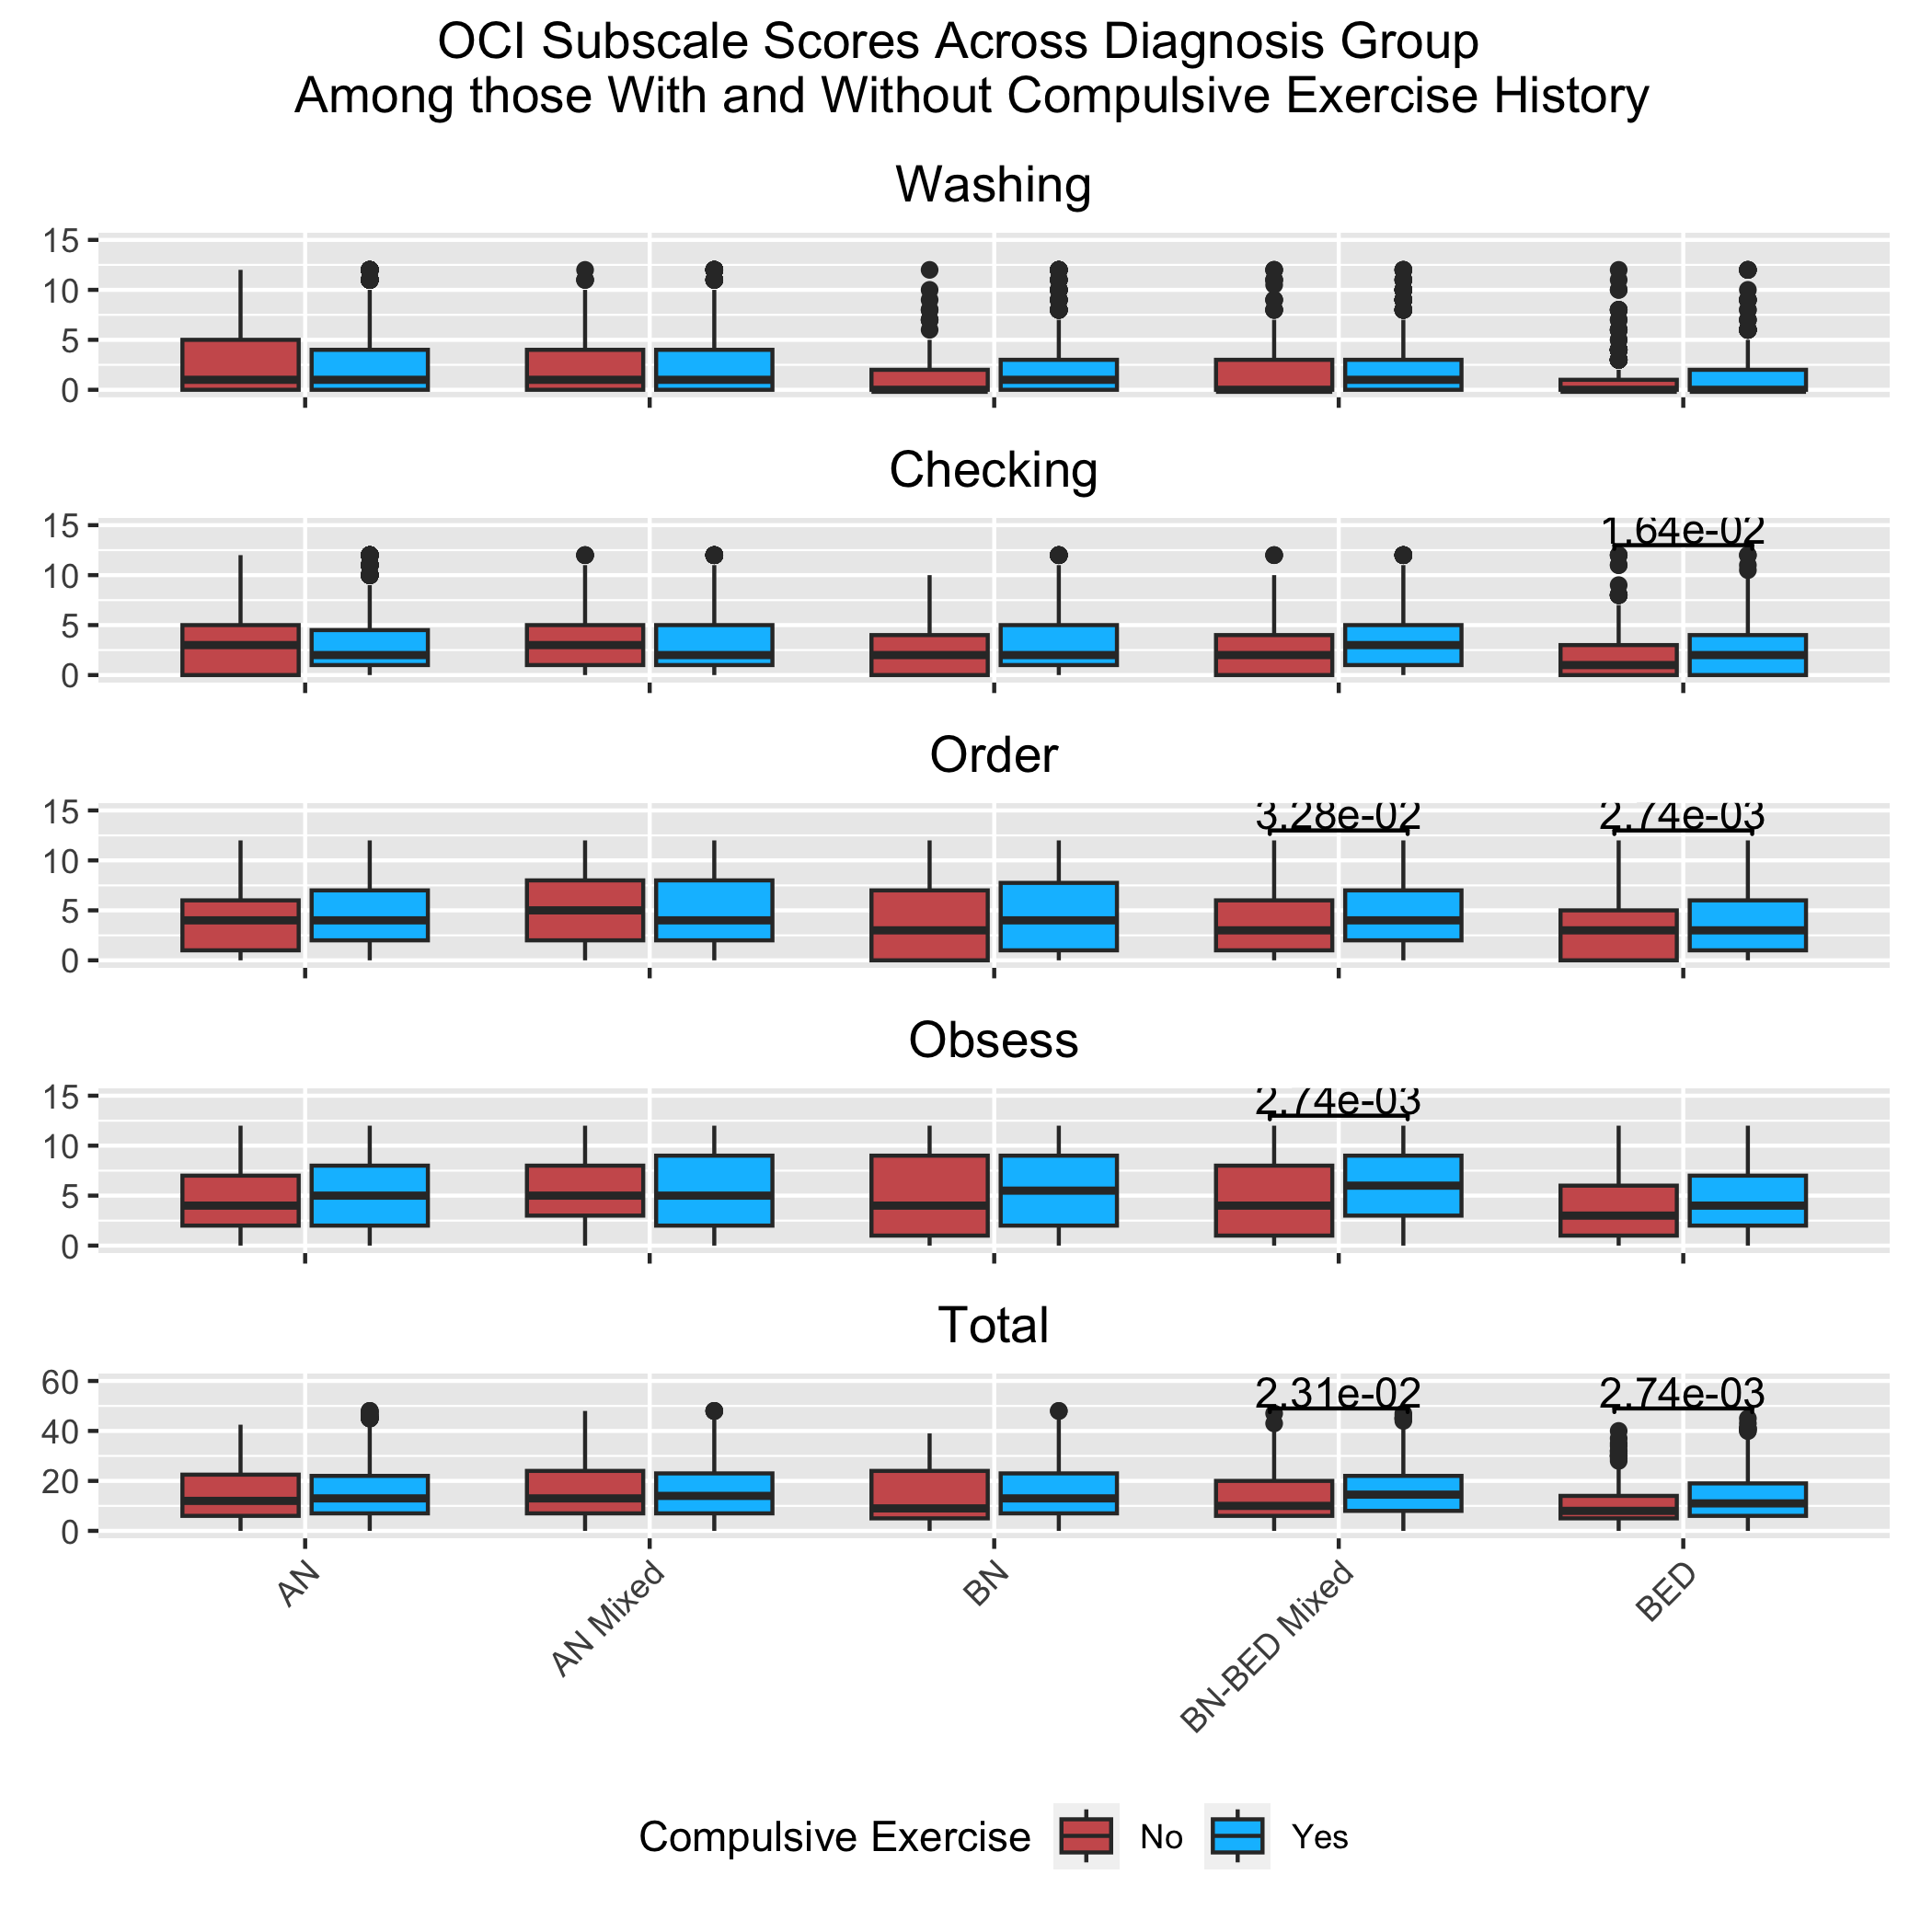 OCI Subscale Scores Across Diagnosis Group
Among those With and Without Compulsive Exercise History
Washing
15
10
5
0
Checking
15
10
5
0
1.64e-02
Order
15
10
5
0
3.28e-02 2.74e-03
Obsess
15
10
5
0
2.74e-03
Total
60
40
20
0
2.31e-02 2.74e-03
AN
AN Mixed
BN
BN-BED Mixed
BED
Compulsive Exercise No Yes